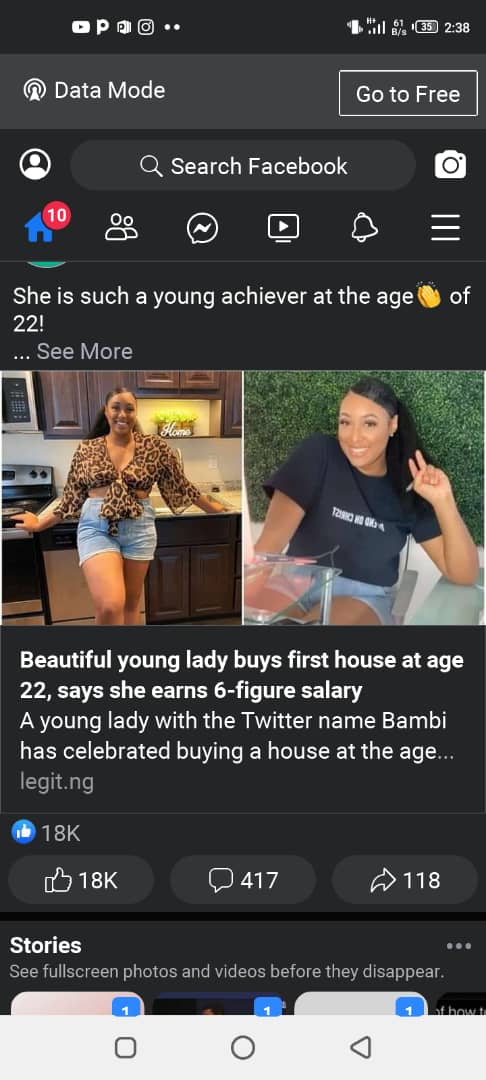 H+ 61 B/s 35 2:38
Data Mode
Go to Free
Search Facebook
10
She is such a young achiever at the age👏 of
22!
... See More
Home
Beautiful young lady buys first house at age
22, says she earns 6-figure salary
A young lady with the Twitter name Bambi
has celebrated buying a house at the age...
legit.ng
18K
18K
417
118
Stories
See fullscreen photos and videos before they disappear.
1
1
1
of how t